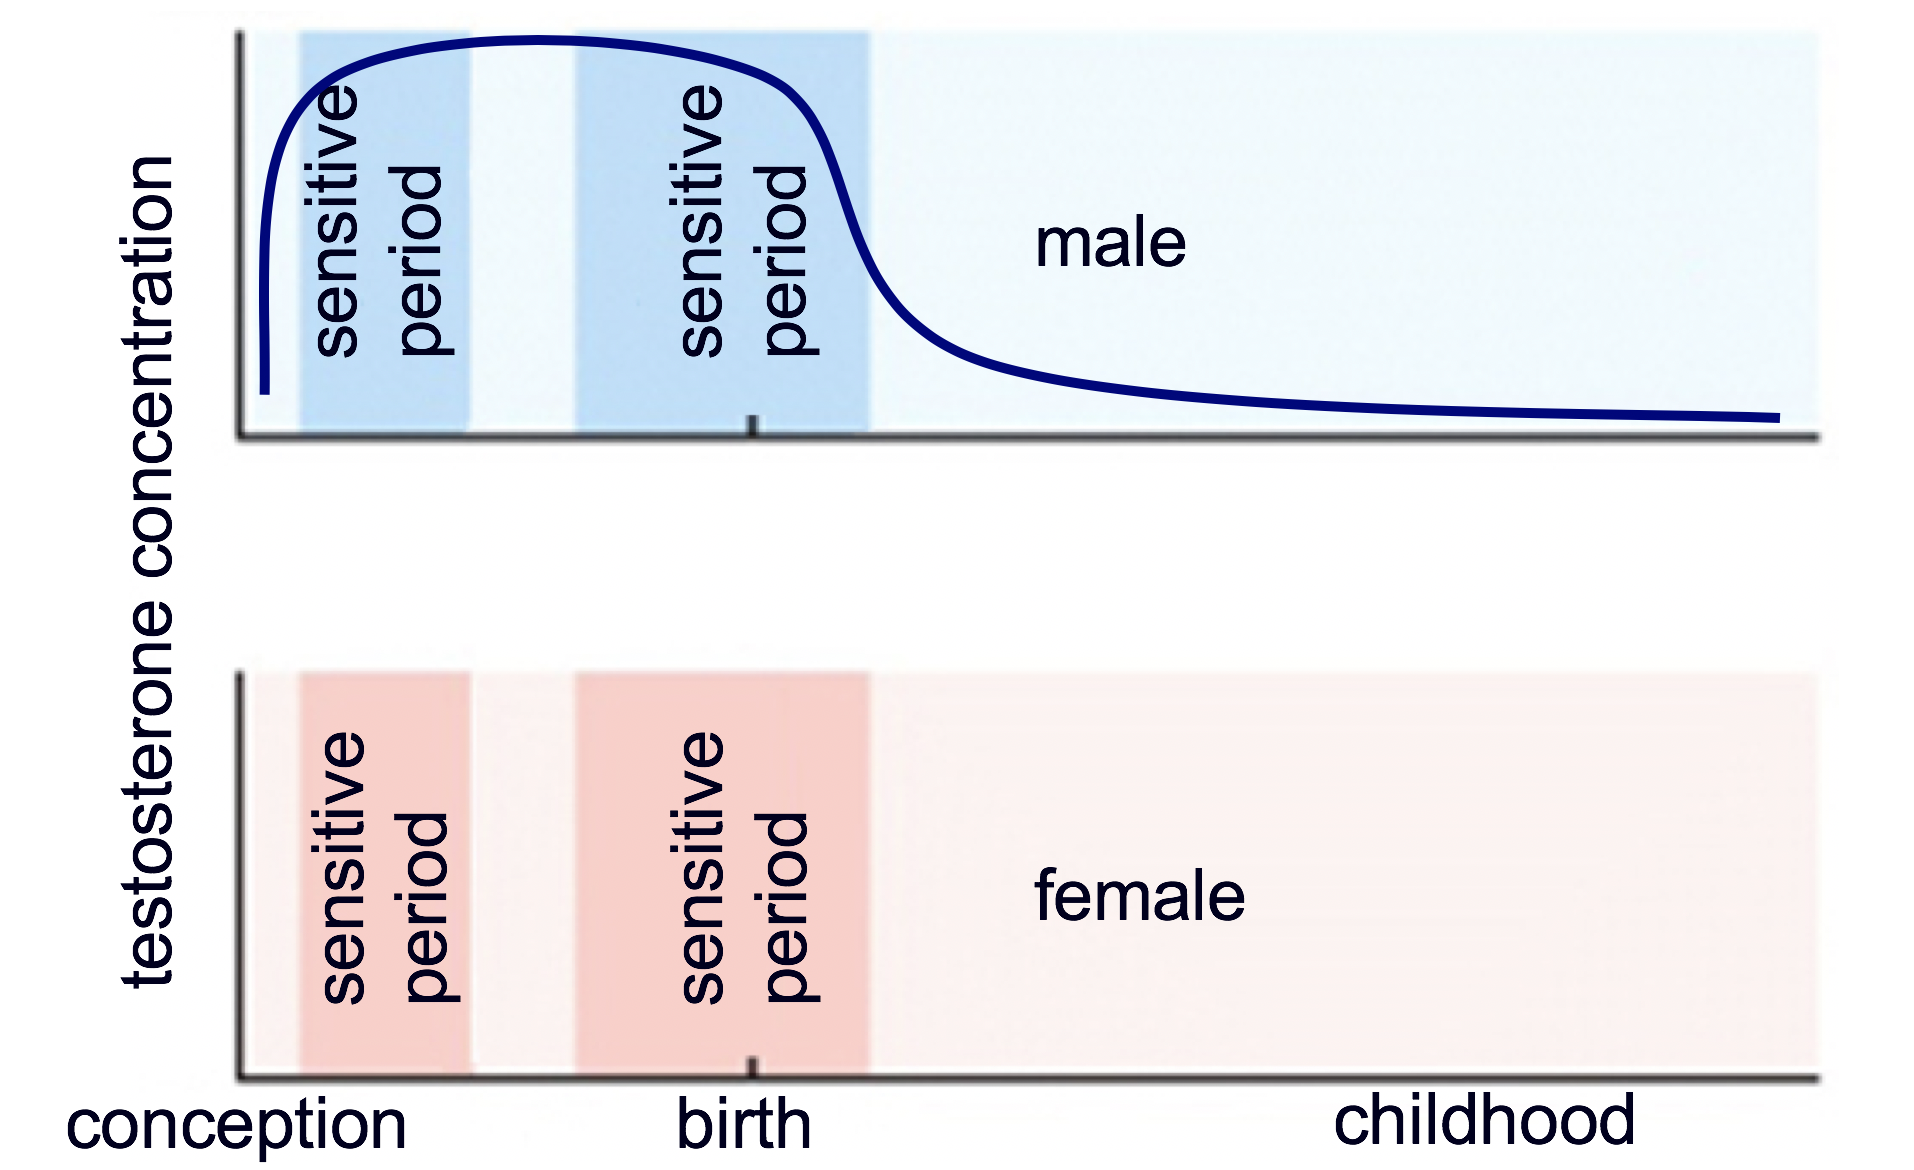 testosterone concentration
sensitive
period
sensitive
period
male
sensitive
period
sensitive
period
female
conception
birth
childhood